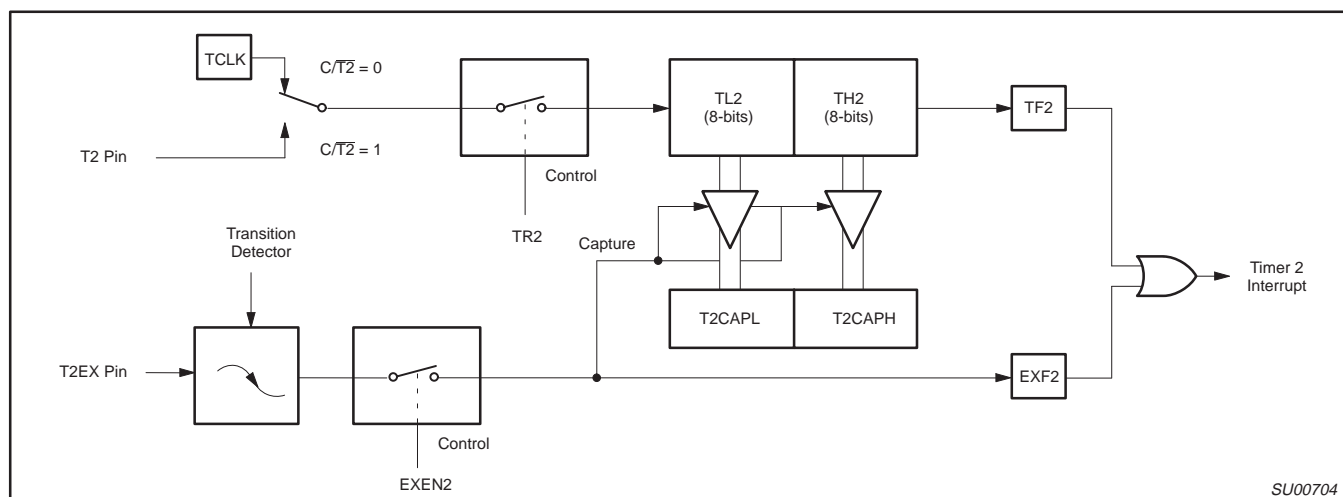 TCLK
C/T2 = 0
TL2
(8-bits)
TH2
(8-bits)
TF2
T2 Pin
C/T2 = 1
Control
TR2
Transition
Detector
Capture
Timer 2
Interrupt
T2CAPL
T2CAPH
T2EX Pin
EXF2
Control
EXEN2
SU00704